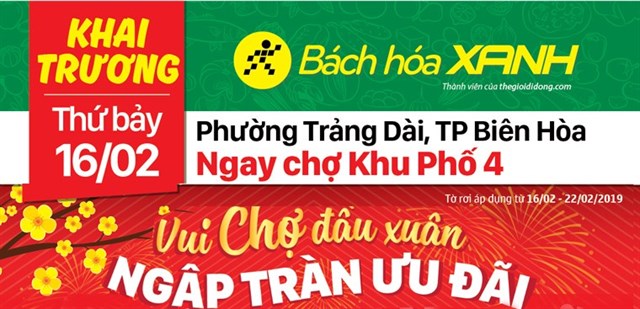 KHAI
TRƯƠNG
Thứ bảy
16/02
Bách hóa XANH
Thành viên của thegioididong.com
Phường Trảng Dài, TP Biên Hòa
Ngay chợ Khu Phố 4
Tờ rơi áp dụng từ 16/02 - 22/02/2019
Vui Chợ đầu xuân
NGẬP TRÀN ƯU ĐÃI